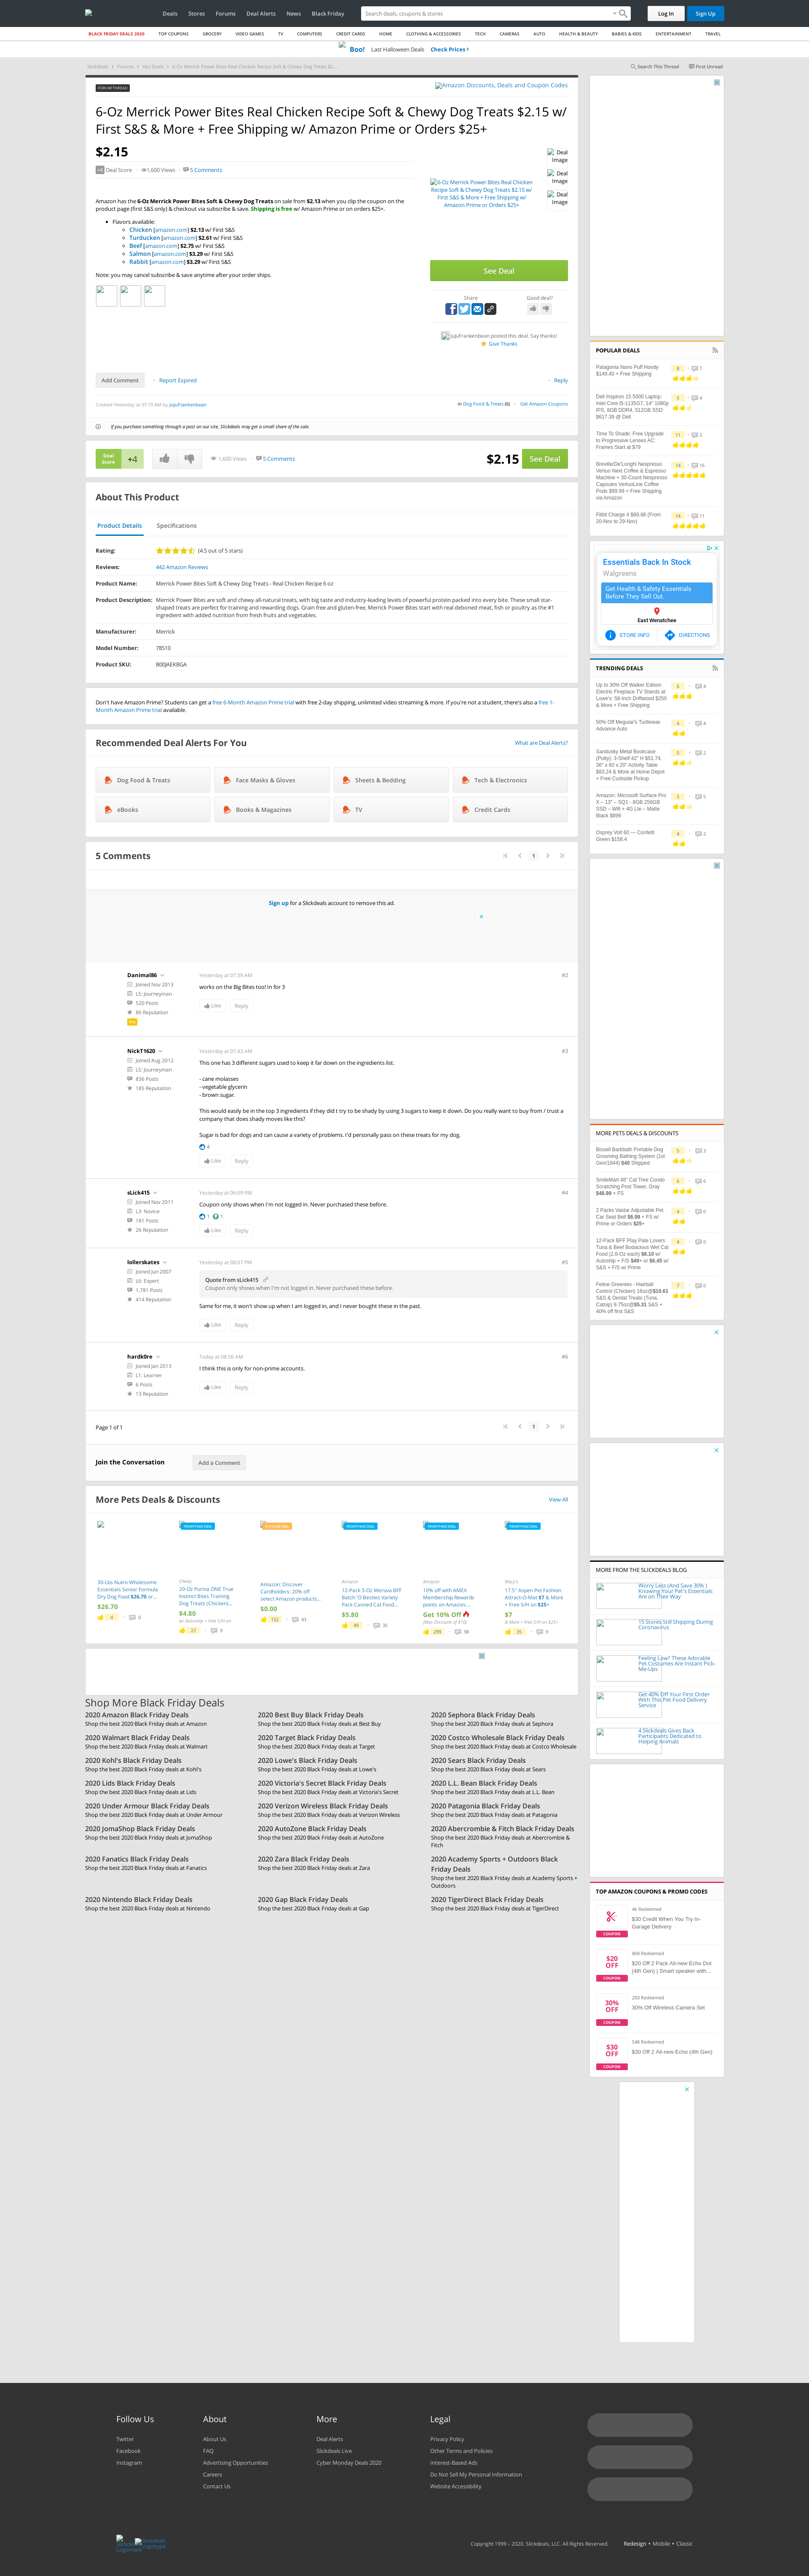 Deals
Stores
Forums
Deal Alerts
News
Black Friday
Search deals, coupons & stores
Log In
Sign Up
BLACK FRIDAY DEALS 2020
TOP COUPONS
GROCERY
VIDEO GAMES
TV
COMPUTERS
CREDIT CARDS
HOME
CLOTHING & ACCESSORIES
TECH
CAMERAS
AUTO
HEALTH & BEAUTY
BABIES & KIDS
ENTERTAINMENT
TRAVEL
Boo! Last Halloween Deals Check Prices
Slickdeals > Forums > Hot Deals > 6-Oz Merrick Power Bites Real Chicken Recipe Soft & Chewy Dog Treats $2....
Search This Thread
First Unread
FORUM THREAD
Amazon Discounts, Deals and Coupon Codes
6-Oz Merrick Power Bites Real Chicken Recipe Soft & Chewy Dog Treats $2.15 w/
First S&S & More + Free Shipping w/ Amazon Prime or Orders $25+
$2.15
+4 Deal Score
1,600 Views
5 Comments
Amazon has the 6-Oz Merrick Power Bites Soft & Chewy Dog Treats on sale from $2.13 when you clip the coupon on the
product page (first S&S only) & checkout via subscribe & save. Shipping is free w/ Amazon Prime or on orders $25+.
Flavors available:
Chicken [amazon.com] $2.13 w/ First S&S
Turducken [amazon.com] $2.61 w/ First S&S
Beef [amazon.com] $2.75 w/ First S&S
Salmon [amazon.com] $3.29 w/ First S&S
Rabbit [amazon.com] $3.29 w/ First S&S
Note: you may cancel subscribe & save anytime after your order ships.
6-Oz Merrick Power Bites Real Chicken
Recipe Soft & Chewy Dog Treats $2.15 w/
First S&S & More + Free Shipping w/
Amazon Prime or Orders $25+
Deal
Image
Deal
Image
Deal
Image
See Deal
Share
Good deal?
JujuFrankenbean posted this deal. Say thanks!
Give Thanks
Add Comment
Report Expired
Reply
Created Yesterday at 07:19 AM by JujuFrankenbean
in Dog Food & Treats (6)
Get Amazon Coupons
If you purchase something through a post on our site, Slickdeals may get a small share of the sale.
Deal
Score
+4
1,600 Views
5 Comments
$2.15
See Deal
About This Product
Product Details
Specifications
Rating: (4.5 out of 5 stars)
Reviews: 442 Amazon Reviews
Product Name: Merrick Power Bites Soft & Chewy Dog Treats - Real Chicken Recipe 6 oz
Product Description: Merrick Power Bites are soft and chewy all-natural treats, with big taste and industry-leading levels of powerful protein packed into every bite. These small star-
shaped treats are perfect for training and rewarding dogs. Grain free and gluten-free, Merrick Power Bites start with real deboned meat, fish or poultry as the #1
ingredient with added nutrition from fresh fruits and vegetables.
Manufacturer: Merrick
Model Number: 78510
Product SKU: B00JAEKBGA
Don't have Amazon Prime? Students can get a free 6-Month Amazon Prime trial with free 2-day shipping, unlimited video streaming & more. If you're not a student, there's also a free 1-
Month Amazon Prime trial available.
Recommended Deal Alerts For You
What are Deal Alerts?
Dog Food & Treats
Face Masks & Gloves
Sheets & Bedding
Tech & Electronics
eBooks
Books & Magazines
TV
Credit Cards
5 Comments
1
Sign up for a Slickdeals account to remove this ad.
Danimal86
Joined Nov 2013
L5: Journeyman
520 Posts
86 Reputation
Pro
Yesterday at 07:39 AM
#2
works on the Big Bites too! In for 3
Like
Reply
NickT1620
Joined Aug 2012
L5: Journeyman
836 Posts
185 Reputation
Yesterday at 07:43 AM
#3
This one has 3 different sugars used to keep it far down on the ingredients list.
- cane molasses
- vegetable glycerin
- brown sugar.
This would easily be in the top 3 ingredients if they did t try to be shady by using 3 sugars to keep it down. Do you really want to buy from / trust a
company that does shady moves like this?
Sugar is bad for dogs and can cause a variety of problems. I'd personally pass on these treats for my dog.
4
Like
Reply
sLick415
Joined Nov 2011
L3: Novice
181 Posts
26 Reputation
Yesterday at 06:09 PM
#4
Coupon only shows when I'm not logged in. Never purchased these before.
1
1
Like
Reply
lollerskates
Joined Jun 2007
L6: Expert
1,781 Posts
414 Reputation
Yesterday at 08:07 PM
#5
Quote from sLick415
Coupon only shows when I'm not logged in. Never purchased these before.
Same for me, it won't show up when I am logged in, and I never bought these in the past.
Like
Reply
hardk0re
Joined Jan 2013
L1: Learner
6 Posts
13 Reputation
Today at 08:56 AM
#6
I think this is only for non-prime accounts.
Like
Reply
Page 1 of 1
1
Join the Conversation
Add a Comment
More Pets Deals & Discounts
View All
30-Lbs Nutro Wholesome
Essentials Senior Formula
Dry Dog Food $26.70 or...
$26.70
4
0
FRONTPAGE DEAL
Chewy
20-Oz Purina ONE True
Instinct Bites Training
Dog Treats (Chicken)...
$4.80
w/ Autoship + Free S/H on
27
9
POPULAR DEAL
Amazon: Discover
Cardholders: 20% off
select Amazon products...
$0.00
152
43
FRONTPAGE DEAL
Amazon
12-Pack 3-Oz Weruva BFF
Batch 'O Besties Variety
Pack Canned Cat Food...
$5.80
49
35
FRONTPAGE DEAL
Amazon
10% off with AMEX
Membership Rewards
points on Amazon...
Get 10% Off
(Max Discount of $10)
299
98
FRONTPAGE DEAL
Macy's
17.5" Aspen Pet Fashion
Attract-O-Mat $7 & More
+ Free S/H on $25+
$7
& More + Free S/H on $25+
35
9
Shop More Black Friday Deals
2020 Amazon Black Friday Deals
Shop the best 2020 Black Friday deals at Amazon
2020 Best Buy Black Friday Deals
Shop the best 2020 Black Friday deals at Best Buy
2020 Sephora Black Friday Deals
Shop the best 2020 Black Friday deals at Sephora
2020 Walmart Black Friday Deals
Shop the best 2020 Black Friday deals at Walmart
2020 Target Black Friday Deals
Shop the best 2020 Black Friday deals at Target
2020 Costco Wholesale Black Friday Deals
Shop the best 2020 Black Friday deals at Costco Wholesale
2020 Kohl's Black Friday Deals
Shop the best 2020 Black Friday deals at Kohl's
2020 Lowe's Black Friday Deals
Shop the best 2020 Black Friday deals at Lowe's
2020 Sears Black Friday Deals
Shop the best 2020 Black Friday deals at Sears
2020 Lids Black Friday Deals
Shop the best 2020 Black Friday deals at Lids
2020 Victoria's Secret Black Friday Deals
Shop the best 2020 Black Friday deals at Victoria's Secret
2020 L.L. Bean Black Friday Deals
Shop the best 2020 Black Friday deals at L.L. Bean
2020 Under Armour Black Friday Deals
Shop the best 2020 Black Friday deals at Under Armour
2020 Verizon Wireless Black Friday Deals
Shop the best 2020 Black Friday deals at Verizon Wireless
2020 Patagonia Black Friday Deals
Shop the best 2020 Black Friday deals at Patagonia
2020 JomaShop Black Friday Deals
Shop the best 2020 Black Friday deals at JomaShop
2020 AutoZone Black Friday Deals
Shop the best 2020 Black Friday deals at AutoZone
2020 Abercrombie & Fitch Black Friday Deals
Shop the best 2020 Black Friday deals at Abercrombie &
Fitch
2020 Fanatics Black Friday Deals
Shop the best 2020 Black Friday deals at Fanatics
2020 Zara Black Friday Deals
Shop the best 2020 Black Friday deals at Zara
2020 Academy Sports + Outdoors Black
Friday Deals
Shop the best 2020 Black Friday deals at Academy Sports +
Outdoors
2020 Nintendo Black Friday Deals
Shop the best 2020 Black Friday deals at Nintendo
2020 Gap Black Friday Deals
Shop the best 2020 Black Friday deals at Gap
2020 TigerDirect Black Friday Deals
Shop the best 2020 Black Friday deals at TigerDirect
POPULAR DEALS
Patagonia Nano Puff Hoody
$149.40 + Free Shipping
8
7
Dell Inspiron 15 5000 Laptop:
Intel Core i5-1135G7, 14" 1080p
IPS, 8GB DDR4, 512GB SSD
$617.39 @ Dell
5
4
Time To Shade: Free Upgrade
to Progressive Lenses AC:
Frames Start at $79
11
3
Breville/De'Longhi Nespresso
Vertuo Next Coffee & Espresso
Machine + 30-Count Nespresso
Capsules VertuoLine Coffee
Pods $99.99 + Free Shipping
via Amazon
14
16
Fitbit Charge 4 $89.88 (From
20-Nov to 29-Nov)
14
11
Essentials Back In Stock
Walgreens
Get Health & Safety Essentials
Before They Sell Out.
East Wenatchee
STORE INFO
DIRECTIONS
TRENDING DEALS
Up to 30% Off Walker Edison
Electric Fireplace TV Stands at
Lowe's: 58-Inch Driftwood $250
& More + Free Shipping
6
4
50% Off Meguiar's Turtlewax
Advance Auto
4
4
Sandusky Metal Bookcase
(Putty): 3-Shelf 42" H $51.74,
36" x 60 x 20" Activity Table
$83.24 & More at Home Depot
+ Free Curbside Pickup
5
2
Amazon: Microsoft Surface Pro
X – 13" – SQ1 - 8GB 256GB
SSD – Wifi + 4G Lte – Matte
Black $899
5
5
Osprey Volt 60 — Confetti
Green $158.4
4
2
MORE PETS DEALS & DISCOUNTS
Bissell Barkbath Portable Dog
Grooming Bathing System (1st
Gen/1844) $40 Shipped
5
3
SmileMart 46" Cat Tree Condo
Scratching Post Tower, Gray
$48.99 + FS
6
6
2 Packs Vastar Adjustable Pet
Car Seat Belt $6.99 + FS w/
Prime or Orders $25+
4
0
12-Pack BFF Play Pate Lovers
Tuna & Beef Bodacious Wet Cat
Food (2.8-Oz each) $6.10 w/
Autoship + F/S $49+ or $6.45 w/
S&S + F/S w/ Prime
4
0
Feline Greenies - Hairball
Control (Chicken) 16oz@$10.61
S&S & Dental Treats (Tuna,
Catnip) 9.75oz@$5.31 S&S +
40% off first S&S
7
0
MORE FROM THE SLICKDEALS BLOG
Worry Less (And Save 30%)
Knowing Your Pet's Essentials
Are on Their Way
15 Stores Still Shipping During
Coronavirus
Feeling Low? These Adorable
Pet Costumes Are Instant Pick-
Me-Ups
Get 40% Off Your First Order
With This Pet Food Delivery
Service
4 Slickdeals Gives Back
Participants Dedicated to
Helping Animals
TOP AMAZON COUPONS & PROMO CODES
COUPON
4k Redeemed
$30 Credit When You Try In-
Garage Delivery
$20
OFF
COUPON
804 Redeemed
$20 Off 2 Pack All-new Echo Dot
(4th Gen) | Smart speaker with...
30%
OFF
COUPON
203 Redeemed
30% Off Wireless Camera Set
$30
OFF
COUPON
548 Redeemed
$30 Off 2 All-new Echo (4th Gen)
Follow Us
Twitter
Facebook
Instagram
About
About Us
FAQ
Advertising Opportunities
Careers
Contact Us
More
Deal Alerts
Slickdeals Live
Cyber Monday Deals 2020
Legal
Privacy Policy
Other Terms and Policies
Interest-Based Ads
Do Not Sell My Personal Information
Website Accessibility
Slickdeals
Logomark
Slickdeals
Logotype
Copyright 1999 – 2020. Slickdeals, LLC. All Rights Reserved.
Redesign • Mobile • Classic